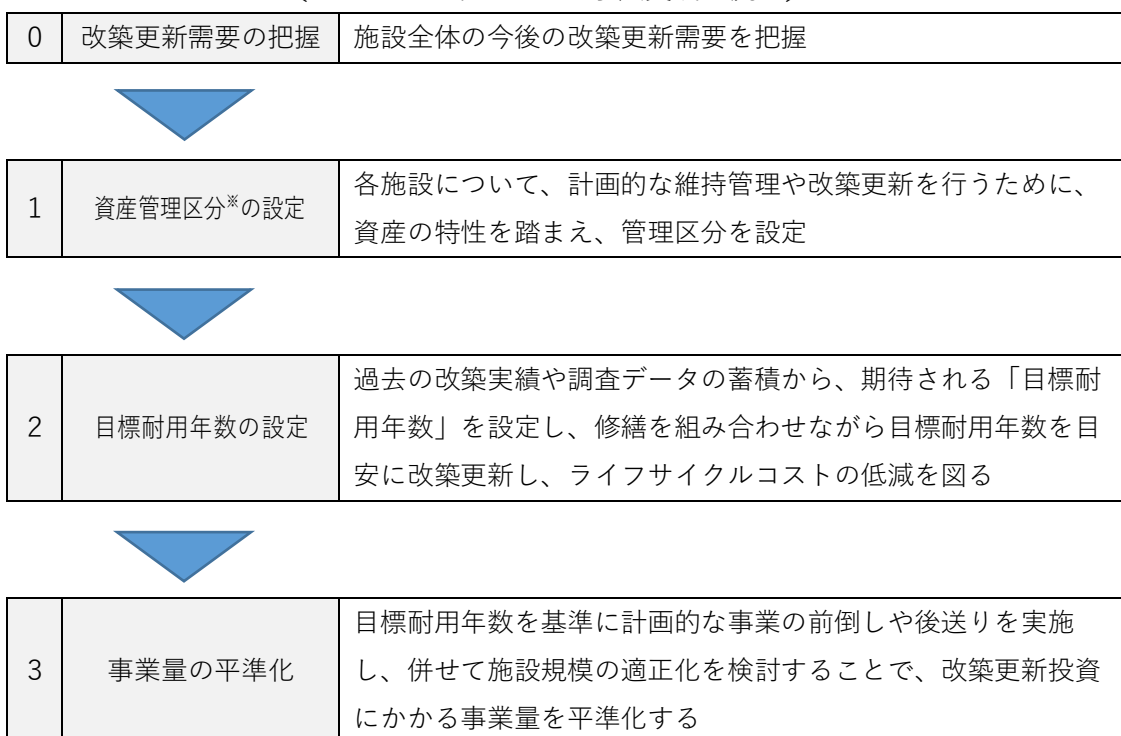 0 改築更新需要の把握 施設全体の今後の改築更新需要を把握
1 資産管理区分※の設定 各施設について、計画的な維持管理や改築更新を行うために、
資産の特性を踏まえ、管理区分を設定
2 目標耐用年数の設定 過去の改築実績や調査データの蓄積から、期待される「目標耐
用年数」を設定し、修繕を組み合わせながら目標耐用年数を目
安に改築更新し、ライフサイクルコストの低減を図る
3 事業量の平準化 目標耐用年数を基準に計画的な事業の前倒しや後送りを実施
し、併せて施設規模の適正化を検討することで、改築更新投資
にかかる事業量を平準化する